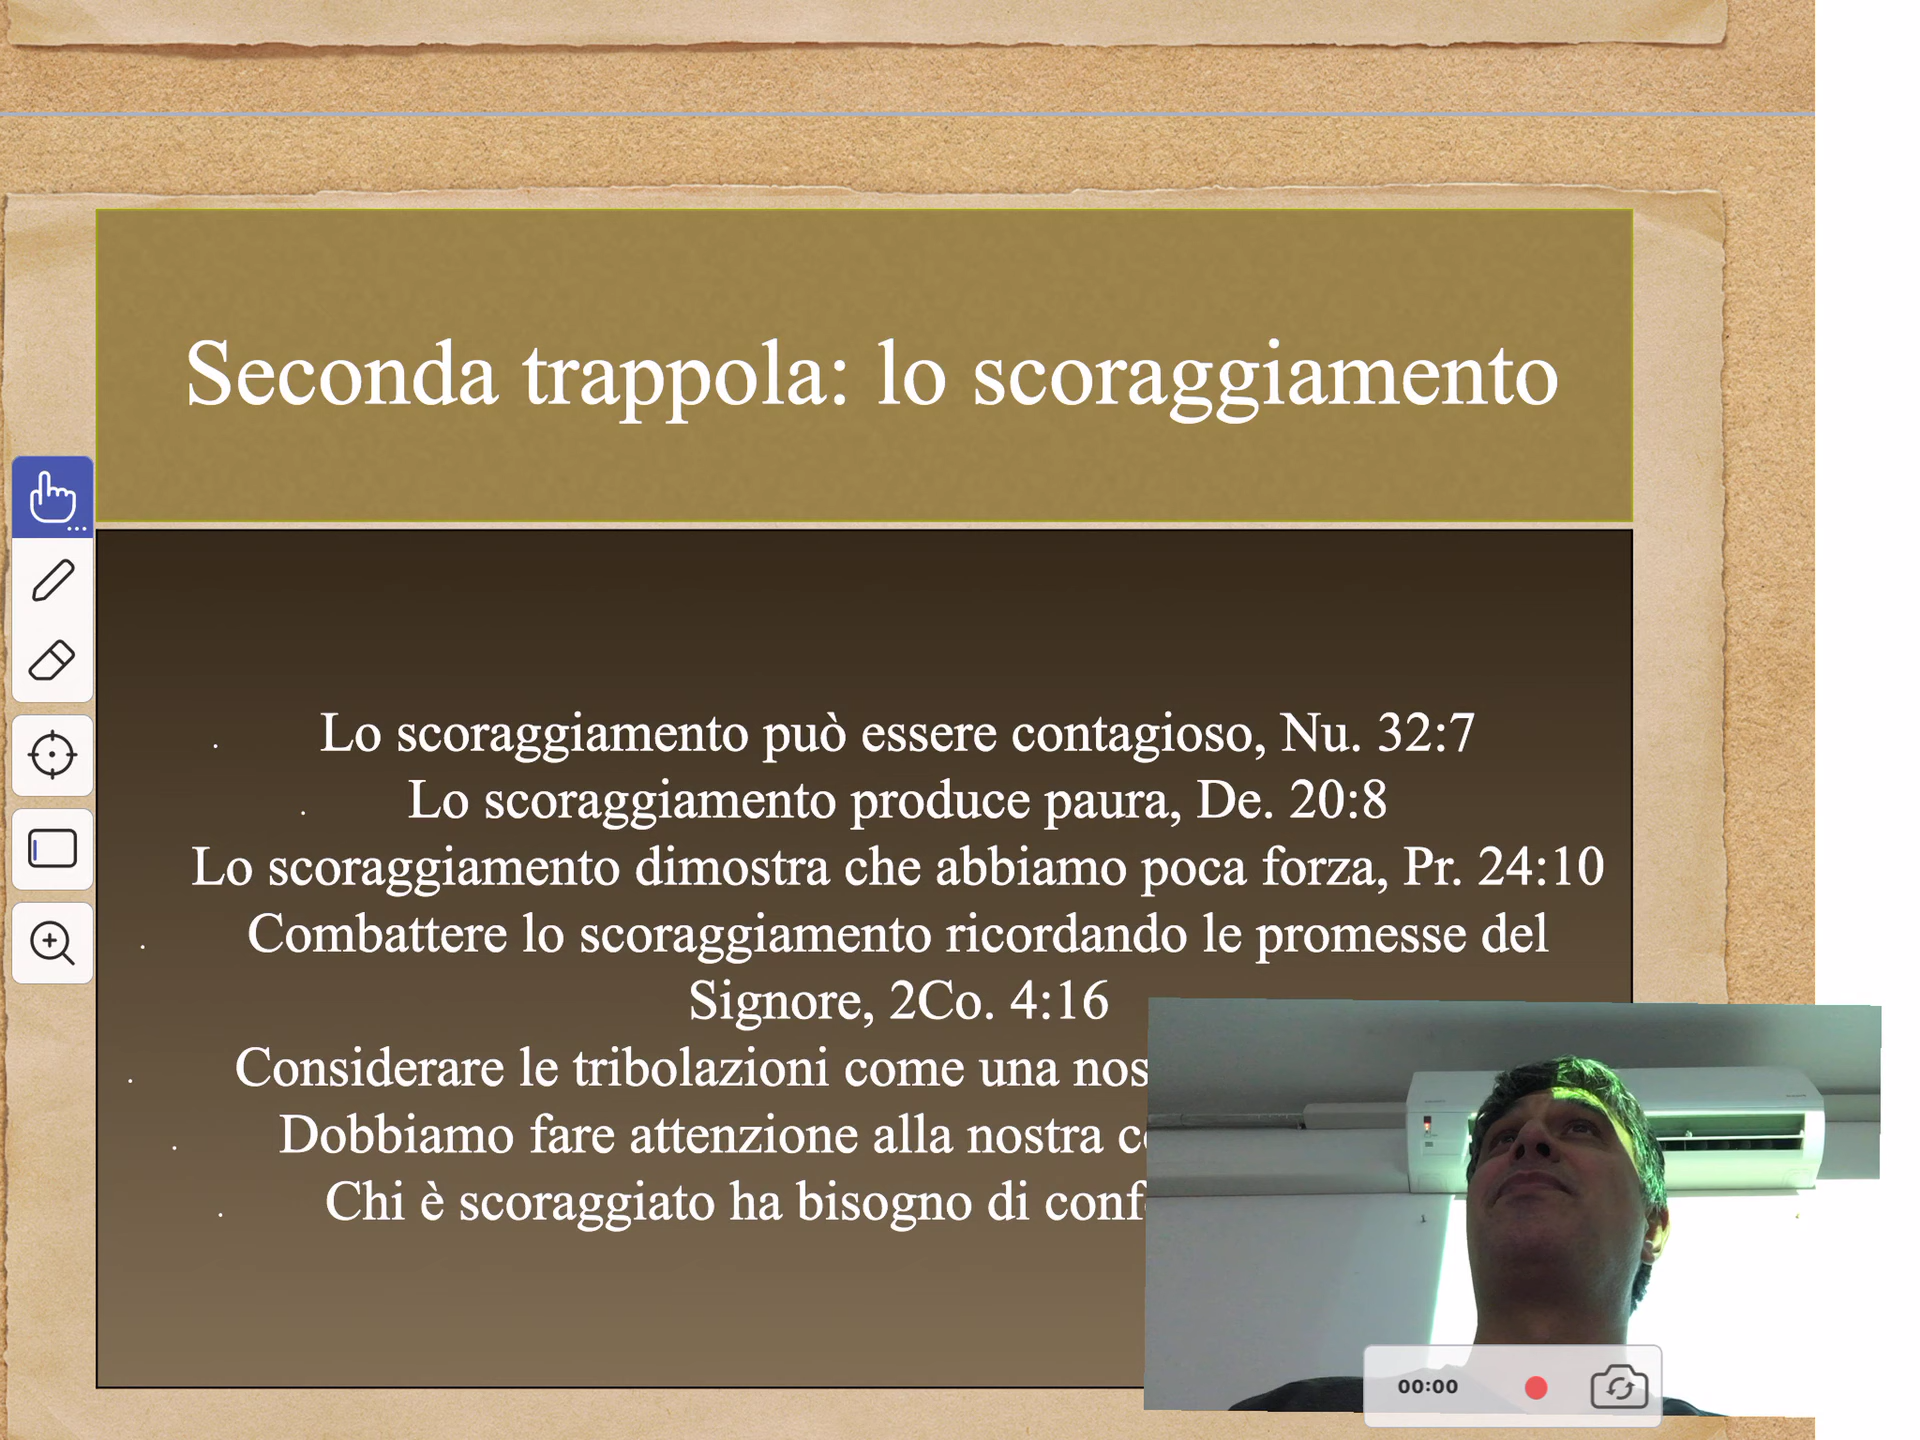 Seconda trappola: lo scoraggiamento
Lo scoraggiamento può essere contagioso, Nu. 32:7
Lo scoraggiamento produce paura, De. 20:8
Lo scoraggiamento dimostra che abbiamo poca forza, Pr. 24:10
Combattere lo scoraggiamento ricordando le promesse del
Signore, 2Co. 4:16
Considerare le tribolazioni come una
Dobbiamo fare attenzione alla nostra
Chi è scoraggiato ha bisogno di
00:00